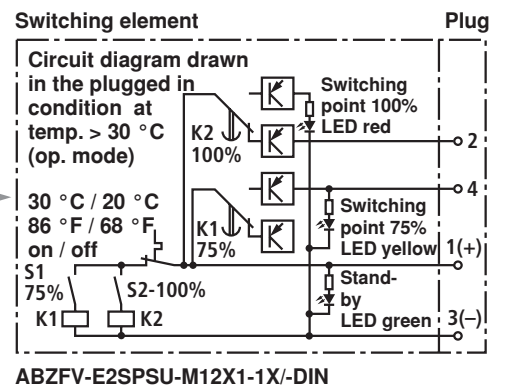 Switching element
Plug
Circuit diagram drawn
in the plugged in
condition at
temp. > 30 °C
(op. mode)
30 °C / 20 °C
86 °F / 68 °F
on / off
K2
100%
K1
75%
Switching
point 100%
LED red
2
4
Switching
point 75%
LED yellow
1(+)
S1
75%
S2-100%
K1
K2
Stand-
by
LED green
3(–)
ABZFV-E2SPSU-M12X1-1X/-DIN